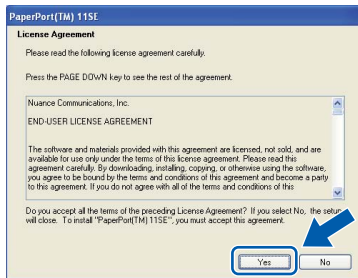 PaperPort(TM) 11SE
License Agreement
Please read the following license agreement carefully.
Press the PAGE DOWN key to see the rest of the agreement.
Nuance Communications, Inc.
END-USER LICENSE AGREEMENT
The software and materials provided with this agreement are licensed, not sold, and are
available for use only under the terms of this license agreement. Please read this
agreement carefully. By downloading, installing, copying, or otherwise using the software,
you agree to be bound by the terms and conditions of this agreement and become a party
to this agreement. If you do not agree with all of the terms and conditions of this
Do you accept all the terms of the preceding License Agreement? If you select No, the setup
will close. To install "PaperPort(TM) 11SE", you must accept this agreement.
Yes
No